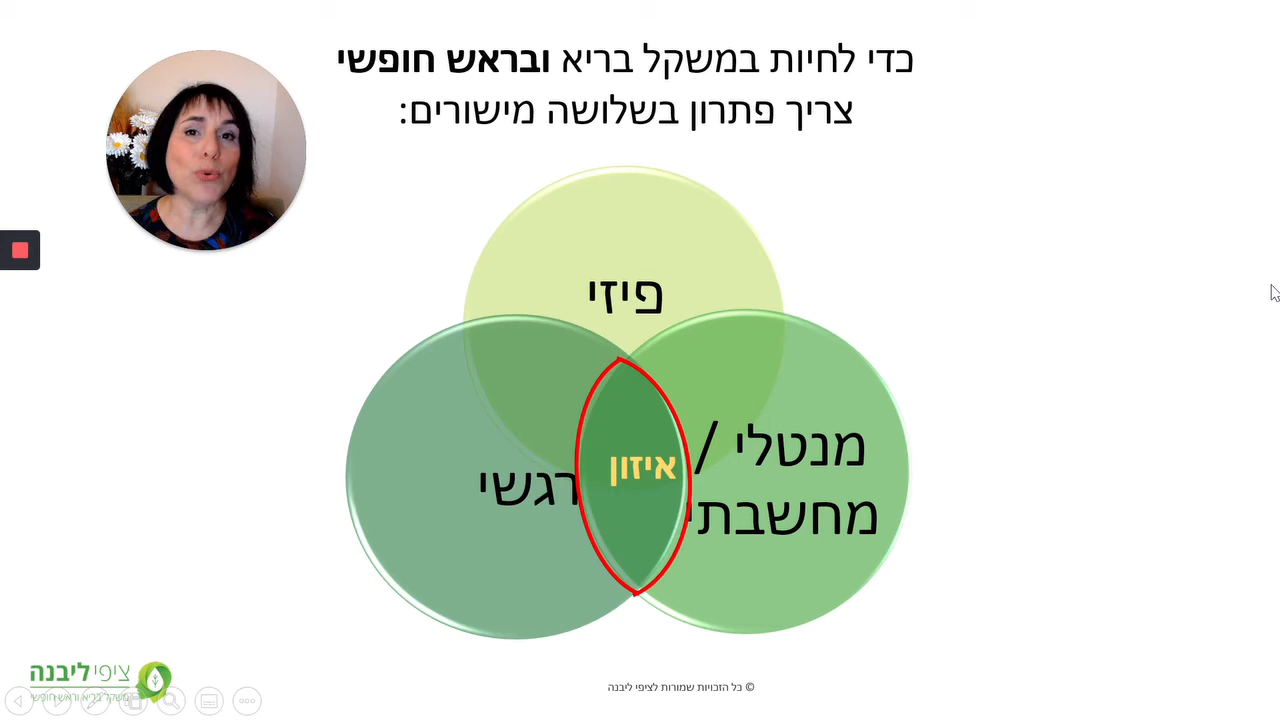 כדי לחיות במשקל בריא ובראש חופשי
צריך פתרון בשלושה מישורים:
פיזי
מנטלי /
מחשבתי
איזון
רגשי
ציפי ליבנה
משקל בריא וראש חופשי
© כל הזכויות שמורות לציפי ליבנה